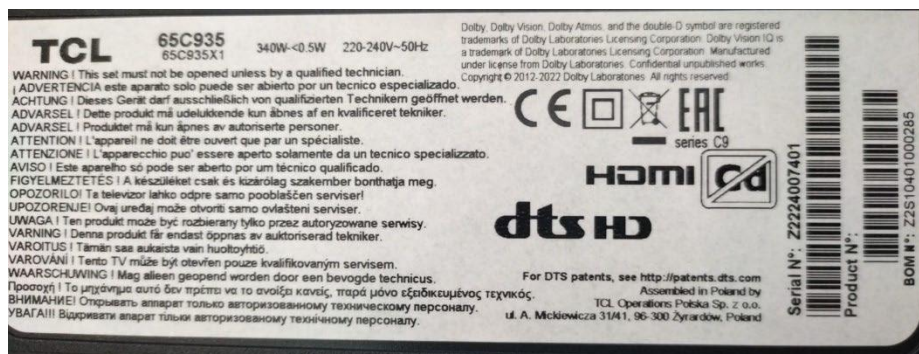 TCL
65C935
65C935X1
340W-<0.5W 220-240V~50Hz
Dolby, Dolby Vision, Dolby Atmos, and the double-D symbol are registered
trademarks of Dolby Laboratories Licensing Corporation. Dolby Vision IQ is
a trademark of Dolby Laboratories Licensing Corporation. Manufactured
under license from Dolby Laboratories. Confidential unpublished works.
Copyright © 2012-2022 Dolby Laboratories. All rights reserved.
WARNING ! This set must not be opened unless by a qualified technician.
¡ ADVERTENCIA este aparato solo puede ser abierto por un tecnico especializado.
ACHTUNG ! Dieses Gerät darf ausschließlich von qualifizierten Technikern geöffnet werden.
ADVARSEL ! Dette produkt må udelukkende kun åbnes af en kvalificeret tekniker.
ADVARSEL ! Produktet må kun åpnes av autoriserte personer.
ATTENTION ! L'appareil ne doit être ouvert que par un spécialiste.
ATTENZIONE ! L'apparecchio puo' essere aperto solamente da un tecnico specializzato.
AVISO ! Este aparelho só pode ser aberto por um técnico qualificado.
FIGYELMEZTETÉS ! A készüléket csak és kizárólag szakember bonthatja meg.
OPOZORILO! Ta televizor lahko odpre samo pooblaščen serviser!
UPOZORENJE! Ovaj uređaj može otvoriti samo ovlašteni serviser.
UWAGA ! Ten produkt może być rozbierany tylko przez autoryzowane serwisy.
VARNING ! Denna produkt får endast öppnas av auktoriserad tekniker.
VAROITUS ! Tämän saa aukaista vain huoltoyhtiö.
VAROVÁNÍ ! Tento TV může být otevřen pouze kvalifikovaným servisem.
WAARSCHUWING ! Mag alleen geopend worden door een bevoegde technicus.
Προσοχή ! Το μηχάνημα αυτό δεν πρέπει να το ανοίξει κανείς, παρά μόνο εξειδικευμένος τεχνικός.
ВНИМАНИЕ! Открывать аппарат только авторизованному техническому персоналу.
УВАГА!!! Відкривати апарат тільки авторизованому технічному персоналу.
CE EAC
series C9
HDMI Cd
dts HD
For DTS patents, see http://patents.dts.com
Assembled in Poland by
TCL Operations Polska Sp. z o.o.
ul. A. Mickiewicza 31/41, 96-300 Żyrardów, Poland
Serial N°: Z22240007401
Product N°:
BOM N°: Z2510401000285